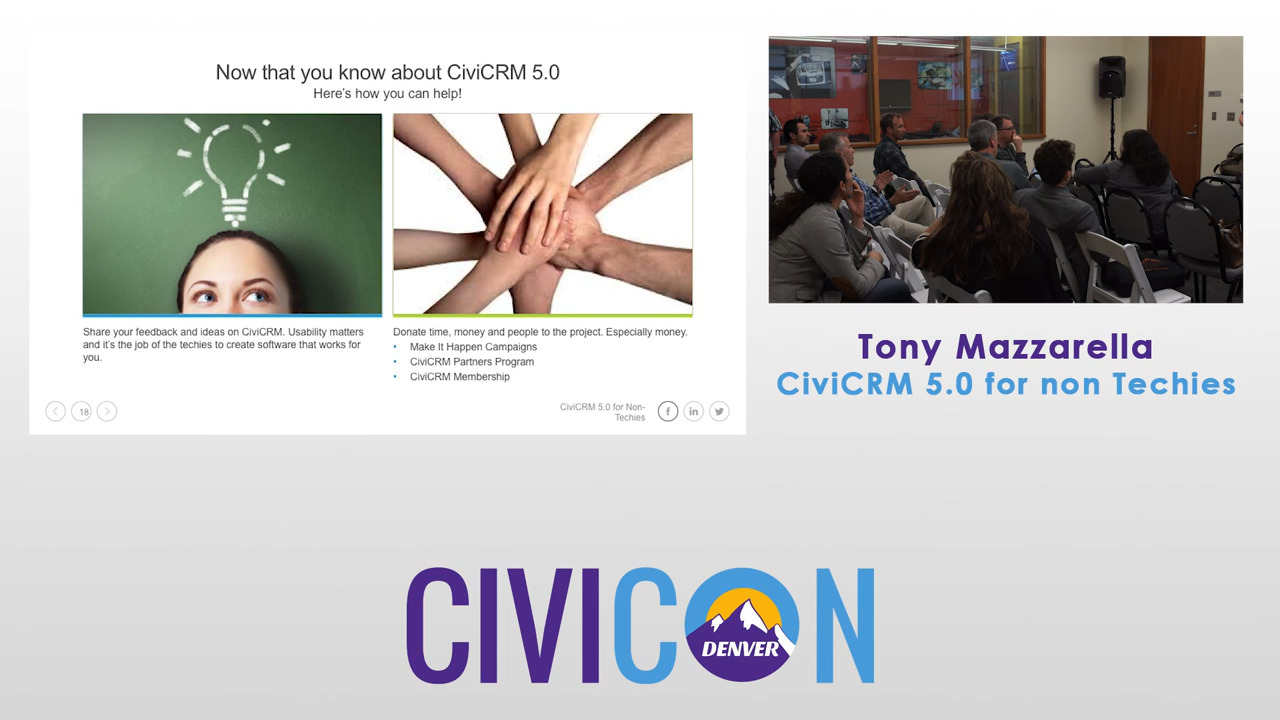 Now that you know about CiviCRM 5.0
Here's how you can help!
Share your feedback and ideas on CiviCRM. Usability matters
and it's the job of the techies to create software that works for
you.
Donate time, money and people to the project. Especially money.
• Make It Happen Campaigns
• CiviCRM Partners Program
• CiviCRM Membership
18
CiviCRM 5.0 for Non-
Techies
f
in
Tony Mazzarella
CiviCRM 5.0 for non Techies
CIVICON
DENVER